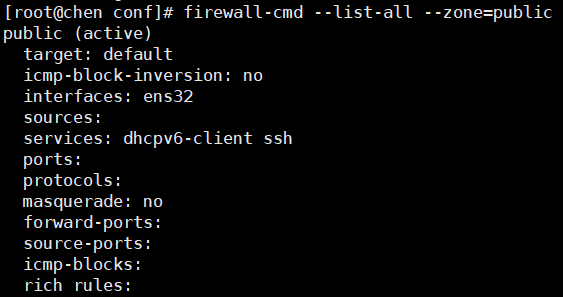 [root@chen conf]# firewall-cmd --list-all --zone=public
public (active)
target: default
icmp-block-inversion: no
interfaces: ens32
sources:
services: dhcpv6-client ssh
ports:
protocols:
masquerade: no
forward-ports:
source-ports:
icmp-blocks:
rich rules: